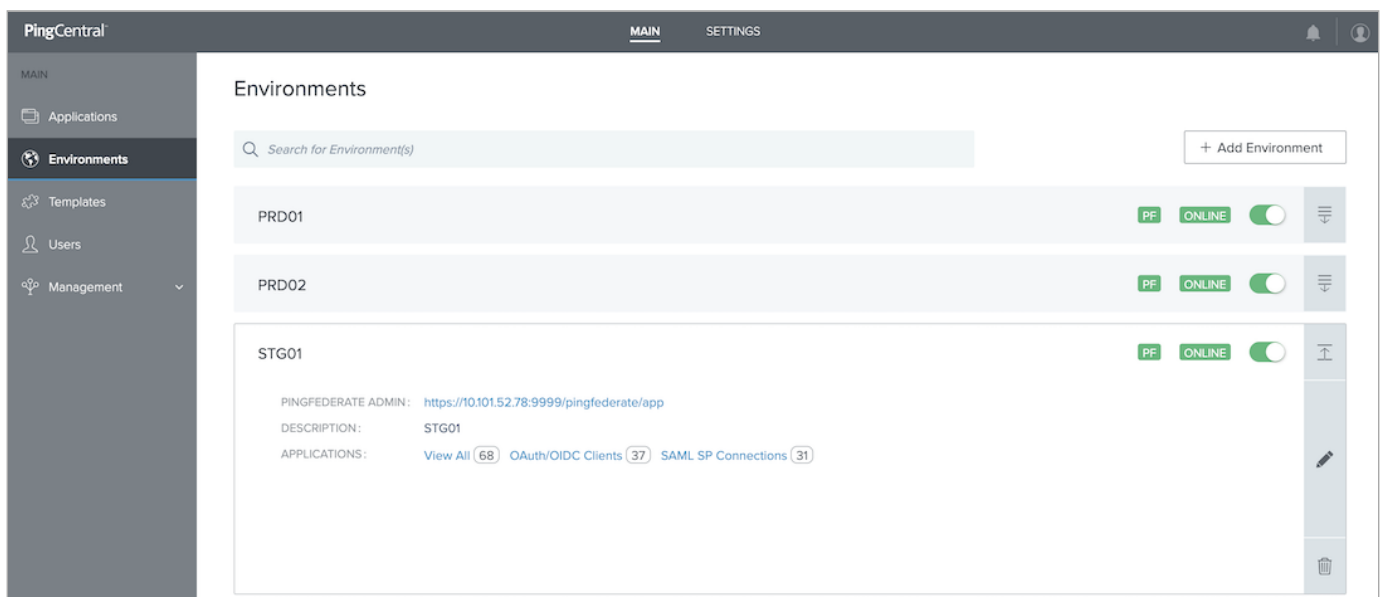 PingCentral
MAIN SETTINGS
MAIN
Applications
Environments
Templates
Users
Management
Environments
Search for Environment(s)
+ Add Environment
PRD01 PF ONLINE
PRD02 PF ONLINE
STG01 PF ONLINE
PINGFEDERATE ADMIN: https://10.101.52.78:9999/pingfederate/app
DESCRIPTION: STG01
APPLICATIONS: View All 68 OAuth/OIDC Clients 37 SAML SP Connections 31